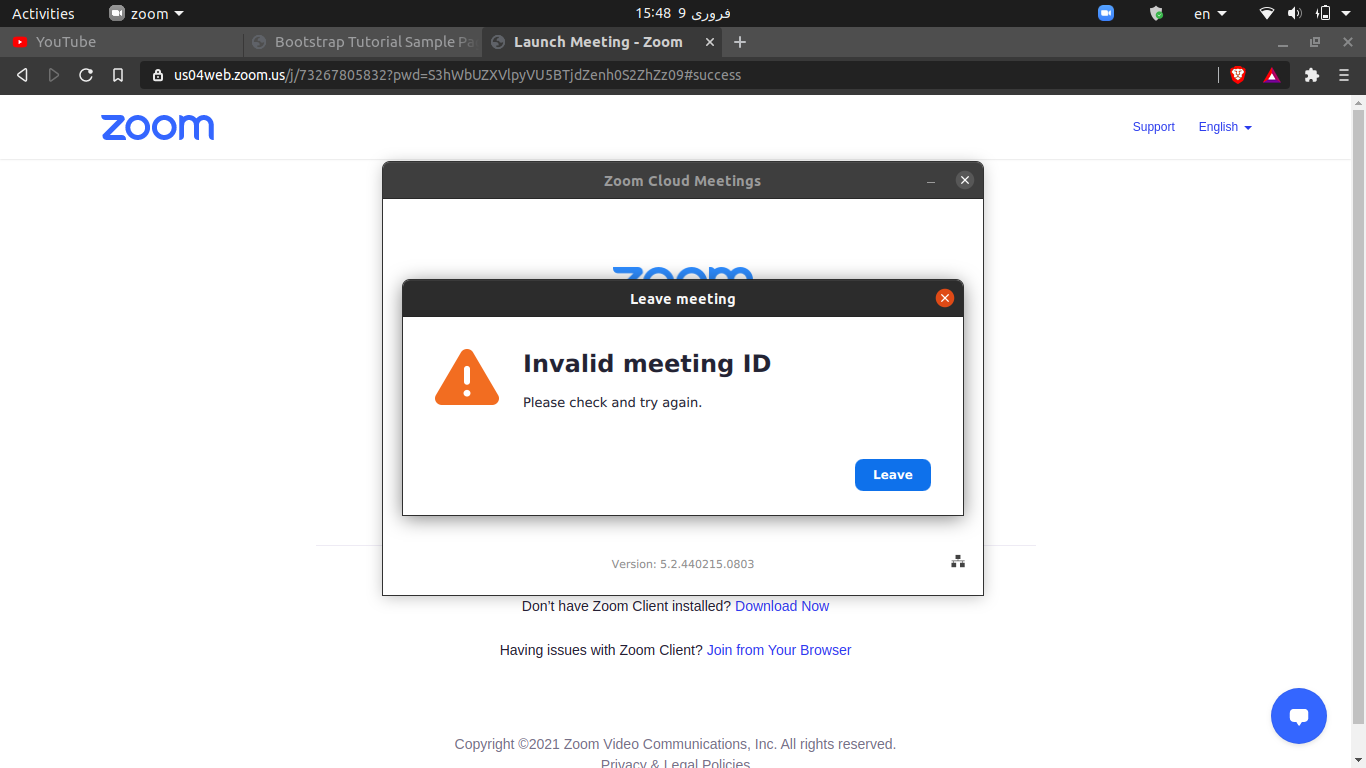 Activities
zoom
15:48 9 فروری
en
YouTube
Bootstrap Tutorial Sample Pa
Launch Meeting - Zoom
us04web.zoom.us/j/73267805832?pwd=S3hWbUZXVlpyVU5BTjdZenh0S2ZhZz09#success
zoom
Support
English
Zoom Cloud Meetings
zoom
Leave meeting
Invalid meeting ID
Please check and try again.
Leave
Version: 5.2.440215.0803
Don't have Zoom Client installed? Download Now
Having issues with Zoom Client? Join from Your Browser
Copyright ©2021 Zoom Video Communications, Inc. All rights reserved.
Privacy & Legal Policies